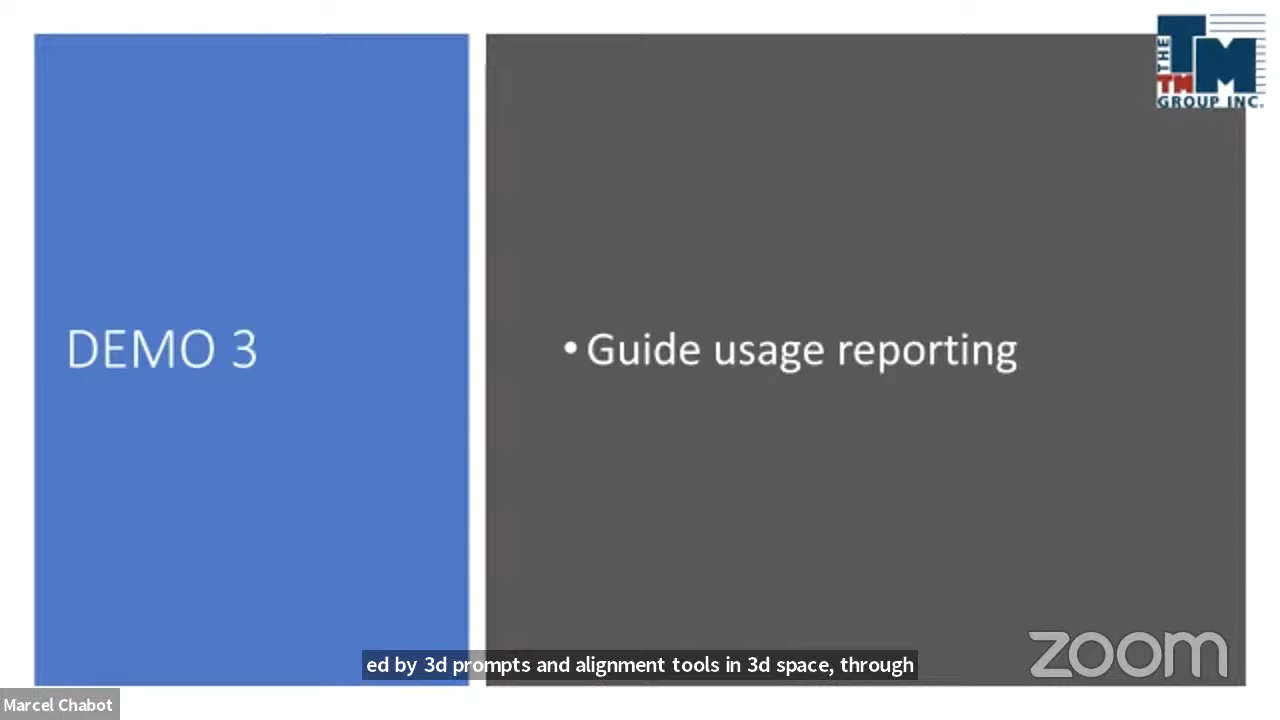 THE
TM
TM
GROUP INC.
DEMO 3
• Guide usage reporting
ed by 3d prompts and alignment tools in 3d space, through
zoom
Marcel Chabot